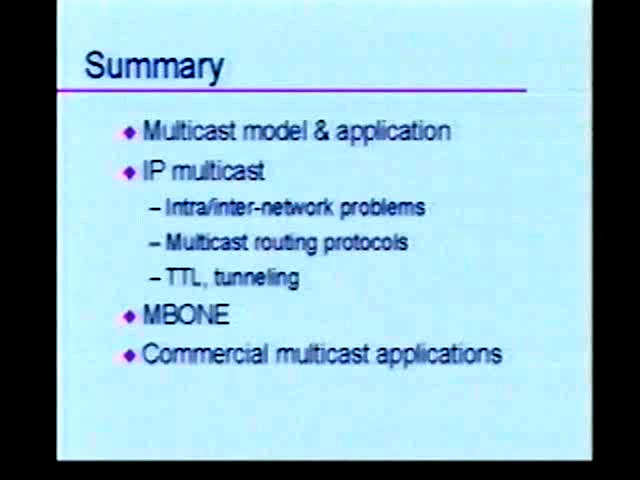 Summary
Multicast model & application
IP multicast
– Intra/inter-network problems
– Multicast routing protocols
– TTL, tunneling
MBONE
Commercial multicast applications